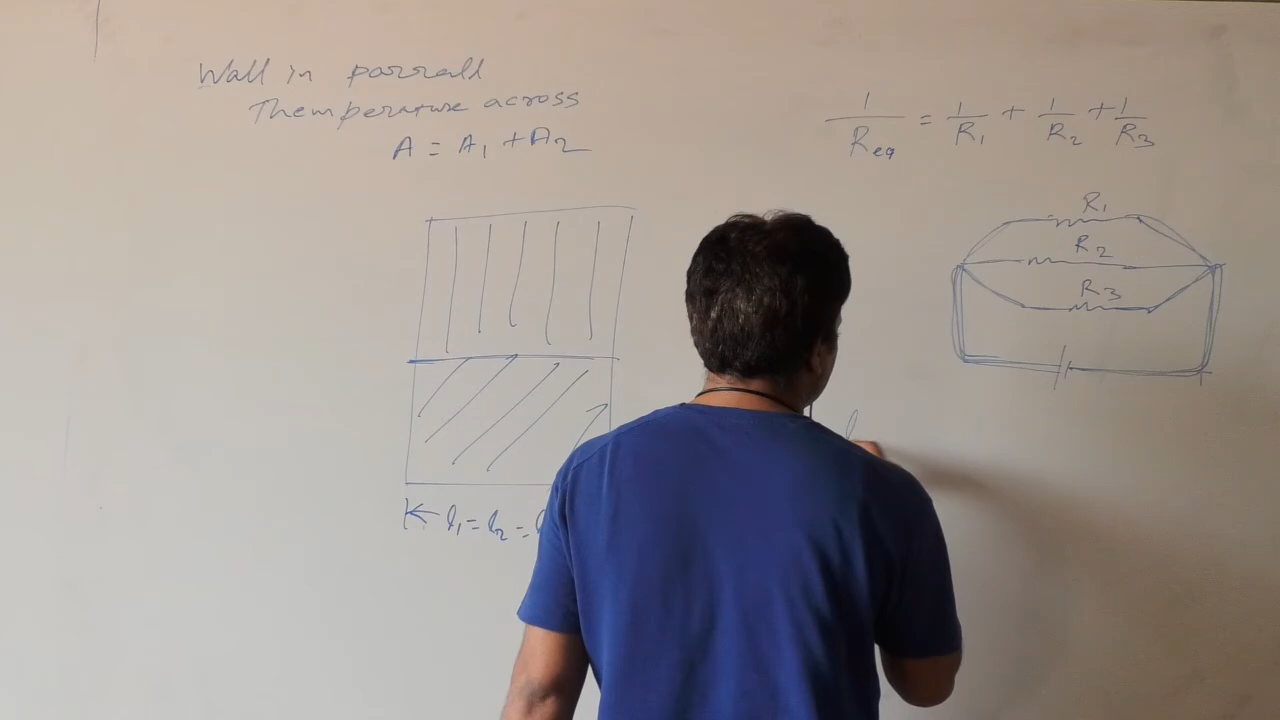 Wall in parrall
Themperature across
A = A₁ + A₂
1/Req = 1/R₁ + 1/R₂ + 1/R₃
R₁
R₂
R₃
l₁ = l₂ = l
l